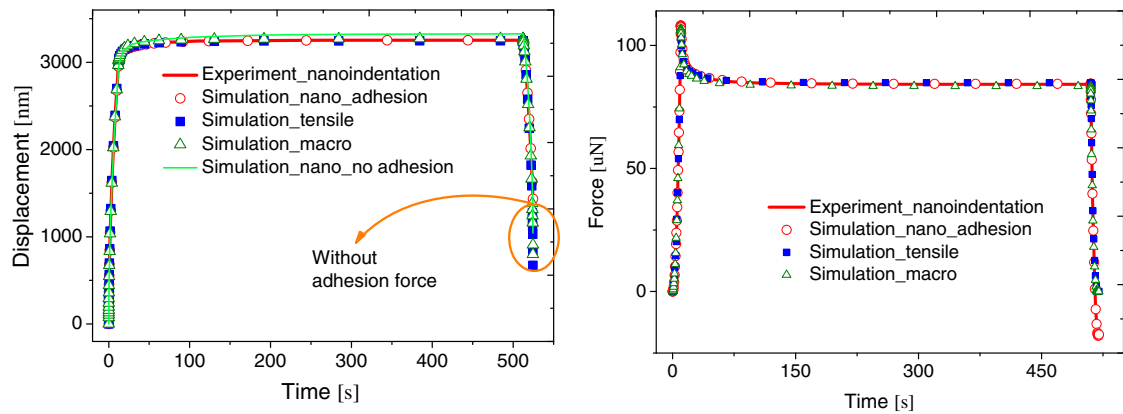 Displacement [nm]
3000
2000
1000
0
Experiment_nanoindentation
Simulation_nano_adhesion
Simulation_tensile
Simulation_macro
Simulation_nano_no adhesion
Without
adhesion force
0 100 200 300 400 500
Time [s]
Force [uN]
100
50
0
Experiment_nanoindentation
Simulation_nano_adhesion
Simulation_tensile
Simulation_macro
0 150 300 450
Time [s]